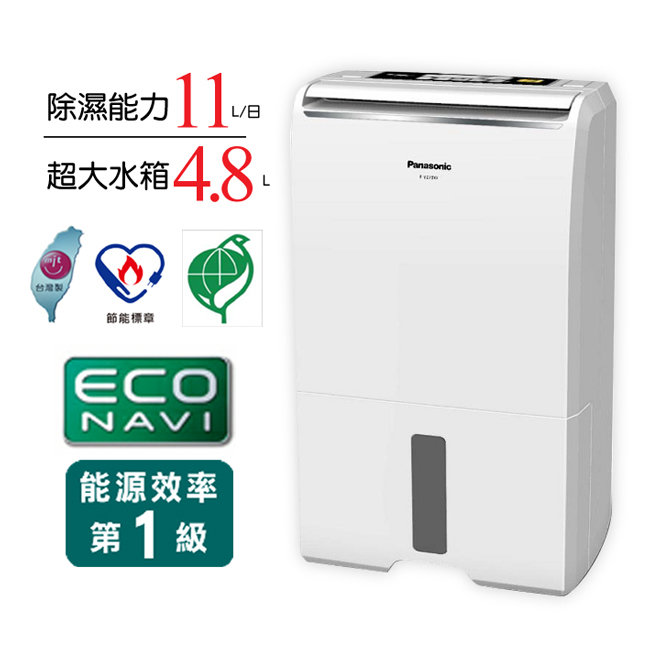 除濕能力11L/日
超大水箱4.8L
Panasonic
mit
台灣製
節能標章
ECO
NAVI
能源效率
第1級